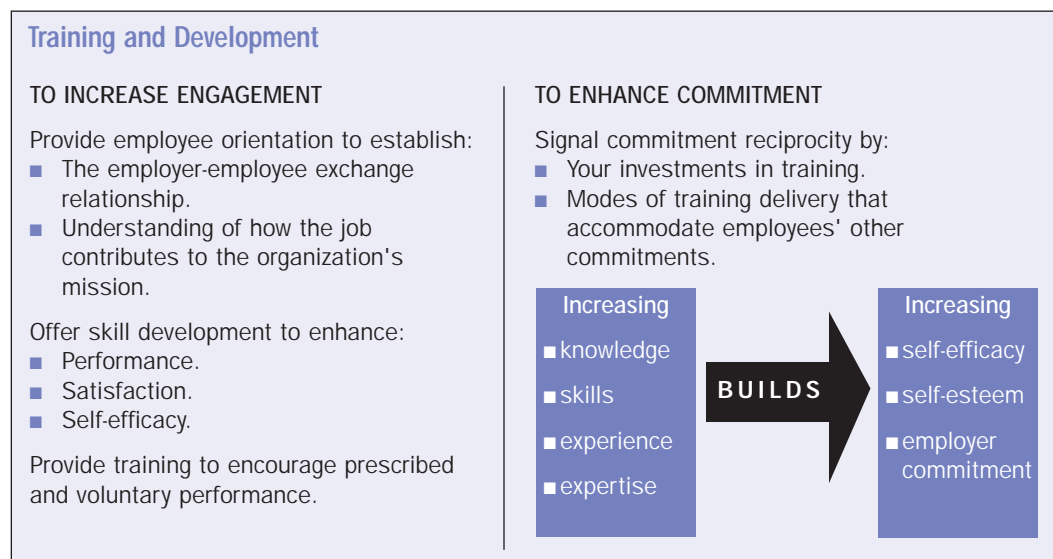 Training and Development
TO INCREASE ENGAGEMENT
Provide employee orientation to establish:
■ The employer-employee exchange
relationship.
■ Understanding of how the job
contributes to the organization's
mission.
Offer skill development to enhance:
■ Performance.
■ Satisfaction.
■ Self-efficacy.
Provide training to encourage prescribed
and voluntary performance.
TO ENHANCE COMMITMENT
Signal commitment reciprocity by:
■ Your investments in training.
■ Modes of training delivery that
accommodate employees' other
commitments.
Increasing
■ knowledge
■ skills
■ experience
■ expertise
BUILDS
Increasing
■ self-efficacy
■ self-esteem
■ employer
commitment